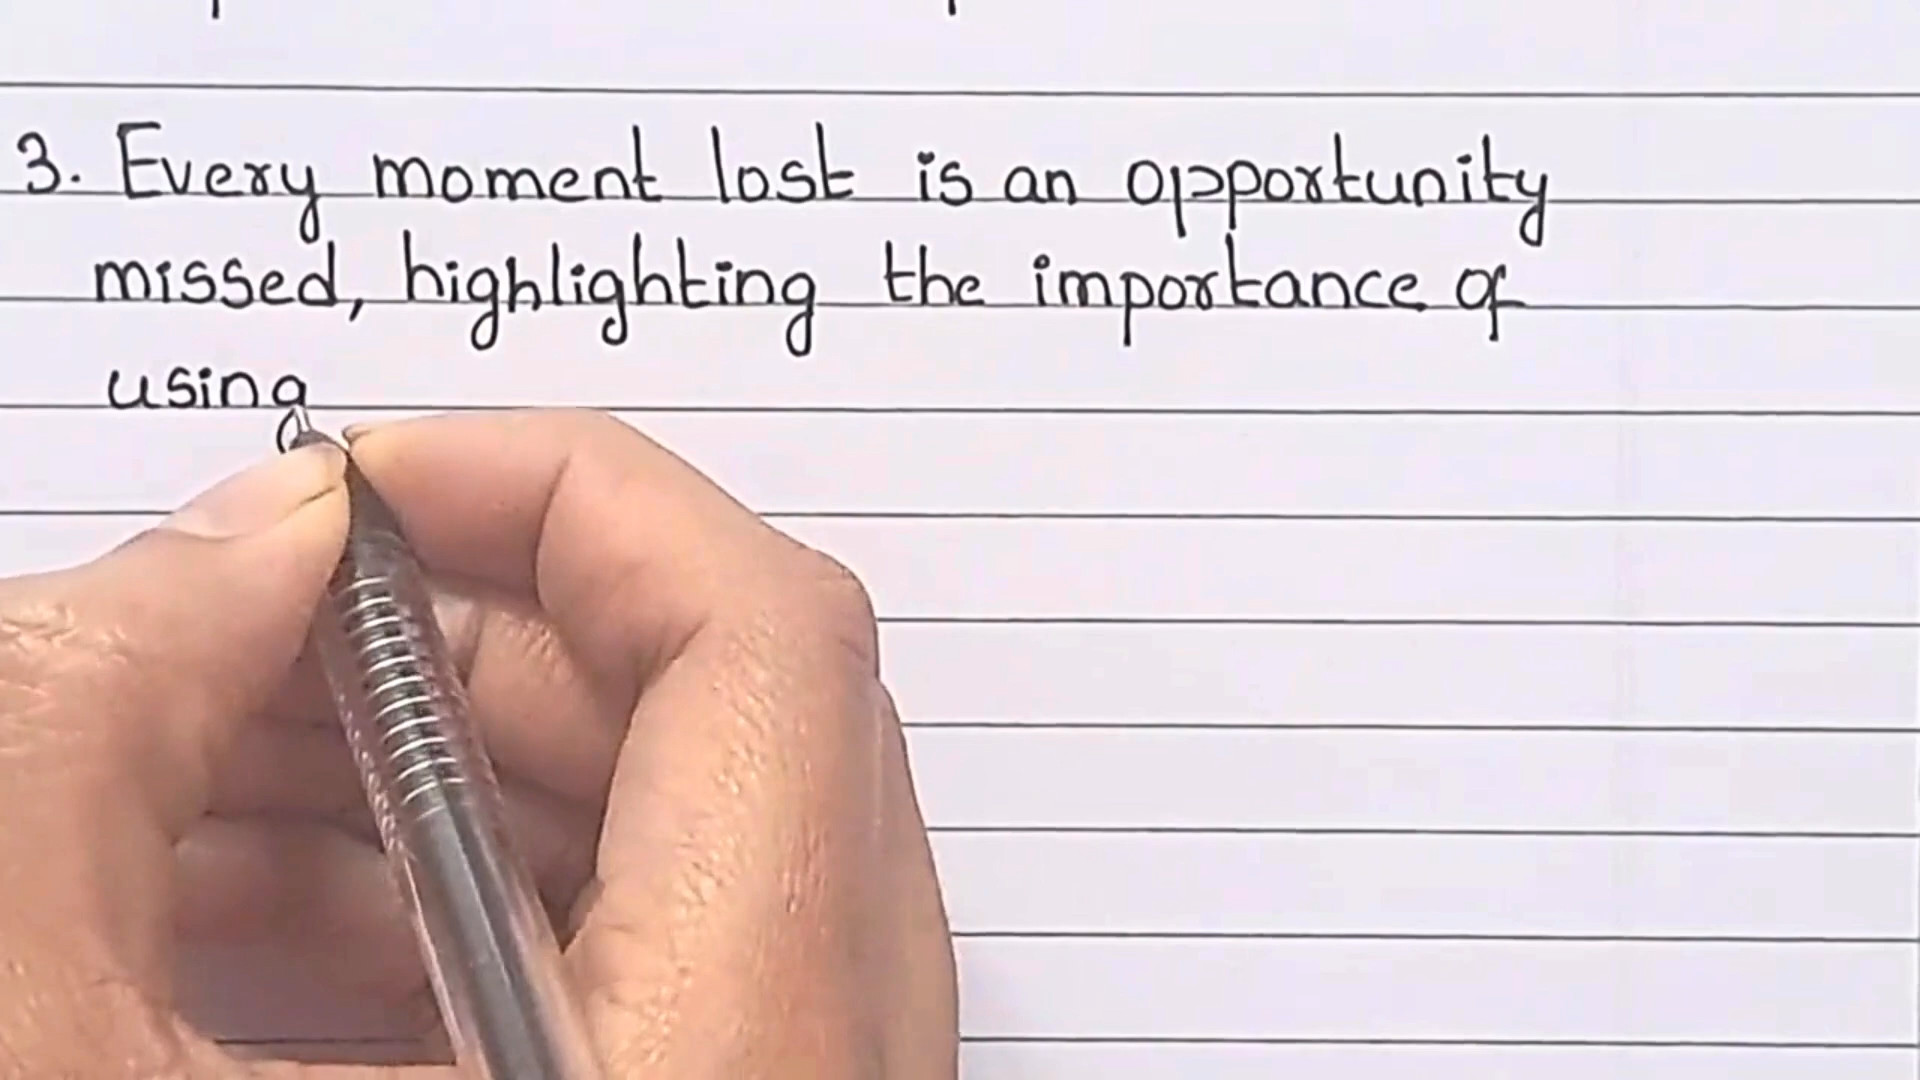 3. Every moment lost is an opportunity
missed, highlighting the importance of
using